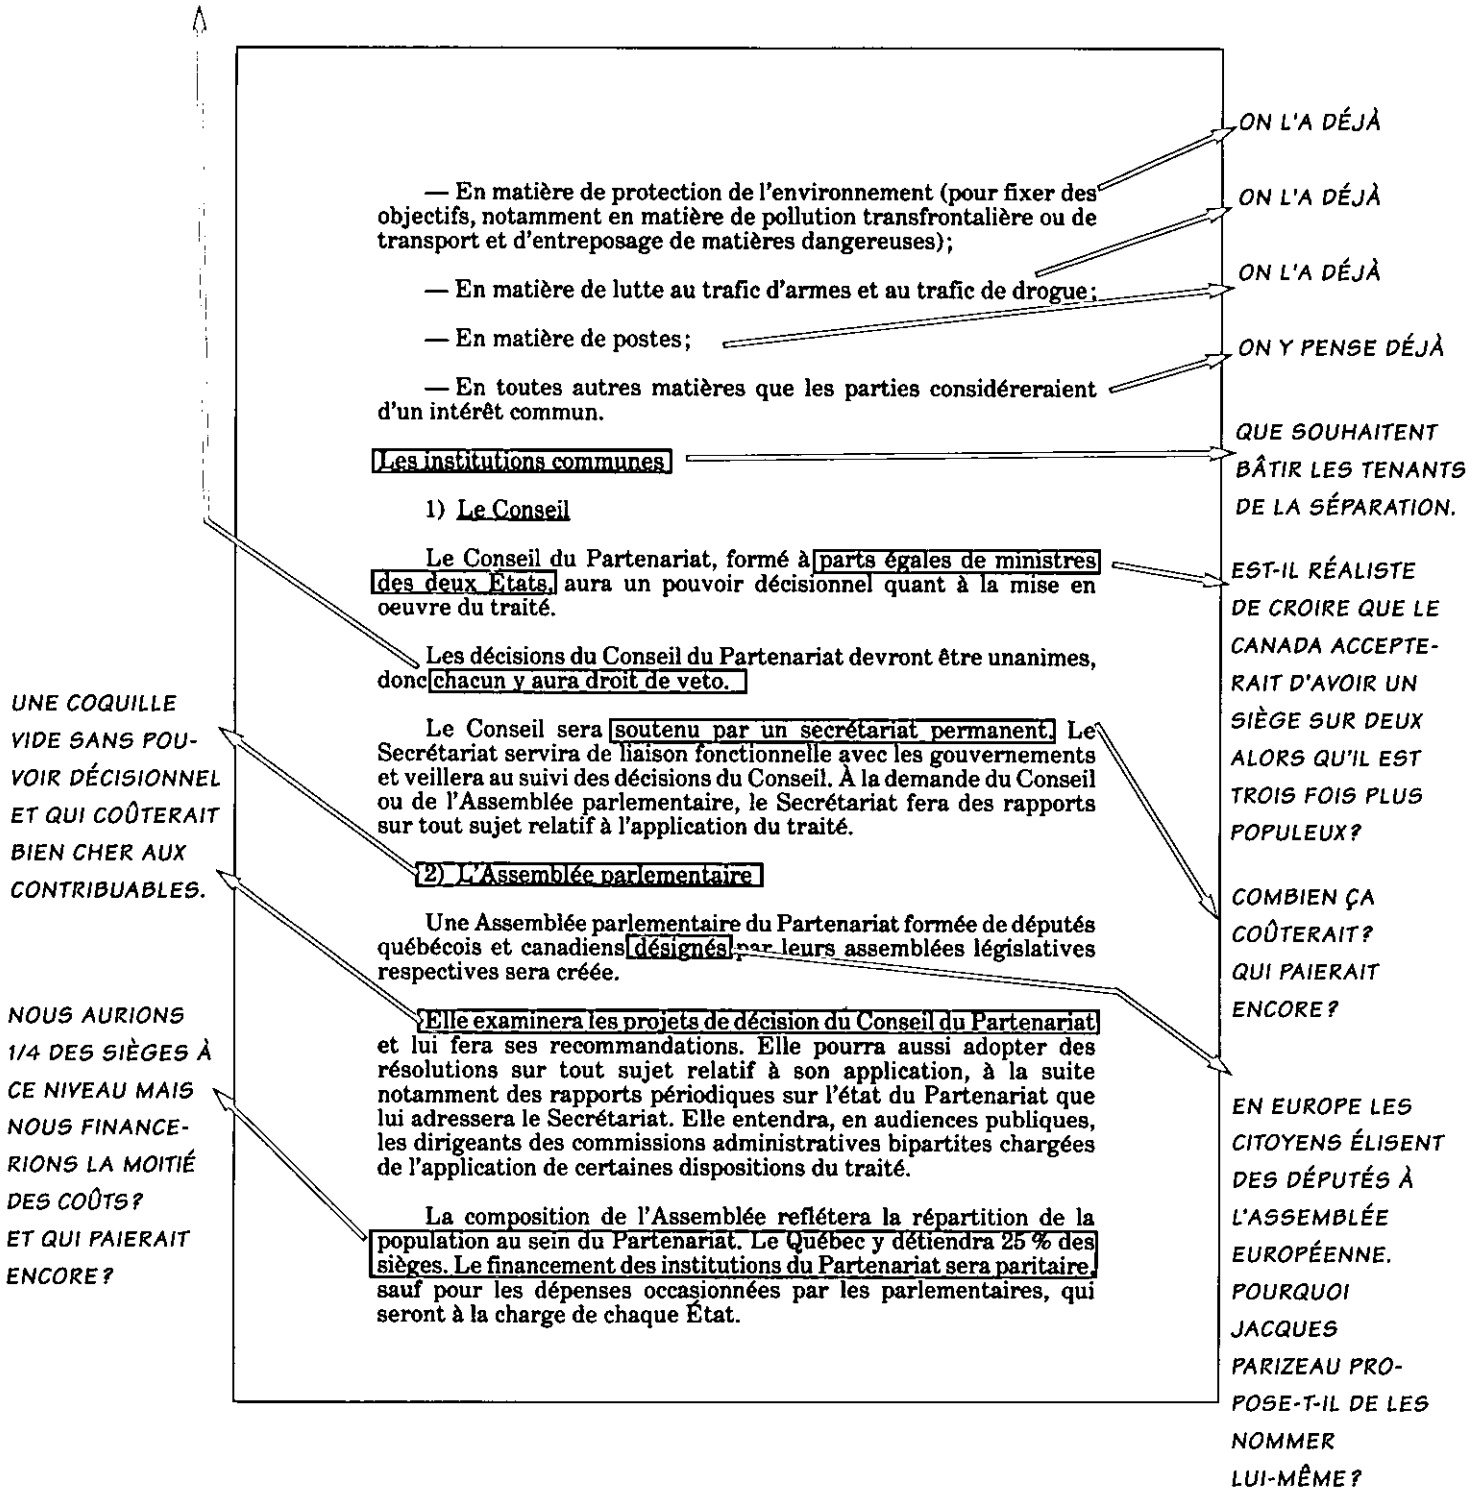 — En matière de protection de l'environnement (pour fixer des
objectifs, notamment en matière de pollution transfrontalière ou de
transport et d'entreposage de matières dangereuses);
— En matière de lutte au trafic d'armes et au trafic de drogue;
— En matière de postes;
— En toutes autres matières que les parties considéreraient
d'un intérêt commun.
Les institutions communes
1) Le Conseil
Le Conseil du Partenariat, formé à parts égales de ministres
des deux États, aura un pouvoir décisionnel quant à la mise en
oeuvre du traité.
Les décisions du Conseil du Partenariat devront être unanimes,
donc chacun y aura droit de veto.
Le Conseil sera soutenu par un secrétariat permanent. Le
Secrétariat servira de liaison fonctionnelle avec les gouvernements
et veillera au suivi des décisions du Conseil. À la demande du Conseil
ou de l'Assemblée parlementaire, le Secrétariat fera des rapports
sur tout sujet relatif à l'application du traité.
2) L'Assemblée parlementaire
Une Assemblée parlementaire du Partenariat formée de députés
québécois et canadiens désignés par leurs assemblées législatives
respectives sera créée.
Elle examinera les projets de décision du Conseil du Partenariat
et lui fera ses recommandations. Elle pourra aussi adopter des
résolutions sur tout sujet relatif à son application, à la suite
notamment des rapports périodiques sur l'état du Partenariat que
lui adressera le Secrétariat. Elle entendra, en audiences publiques,
les dirigeants des commissions administratives bipartites chargées
de l'application de certaines dispositions du traité.
La composition de l'Assemblée reflétera la répartition de la
population au sein du Partenariat. Le Québec y détiendra 25 % des
sièges. Le financement des institutions du Partenariat sera paritaire,
sauf pour les dépenses occasionnées par les parlementaires, qui
seront à la charge de chaque État.
ON L'A DÉJÀ
ON L'A DÉJÀ
ON L'A DÉJÀ
ON Y PENSE DÉJÀ
QUE SOUHAITENT
BÂTIR LES TENANTS
DE LA SÉPARATION.
EST-IL RÉALISTE
DE CROIRE QUE LE
CANADA ACCEPTE-
RAIT D'AVOIR UN
SIÈGE SUR DEUX
ALORS QU'IL EST
TROIS FOIS PLUS
POPULEUX?
COMBIEN ÇA
COÛTERAIT?
QUI PAIERAIT
ENCORE?
EN EUROPE LES
CITOYENS ÉLISENT
DES DÉPUTÉS À
L'ASSEMBLÉE
EUROPÉENNE.
POURQUOI
JACQUES
PARIZEAU PRO-
POSE-T-IL DE LES
NOMMER
LUI-MÊME?
UNE COQUILLE
VIDE SANS POU-
VOIR DÉCISIONNEL
ET QUI COÛTERAIT
BIEN CHER AUX
CONTRIBUABLES.
NOUS AURIONS
1/4 DES SIÈGES À
CE NIVEAU MAIS
NOUS FINANCE-
RIONS LA MOITIÉ
DES COÛTS?
ET QUI PAIERAIT
ENCORE?